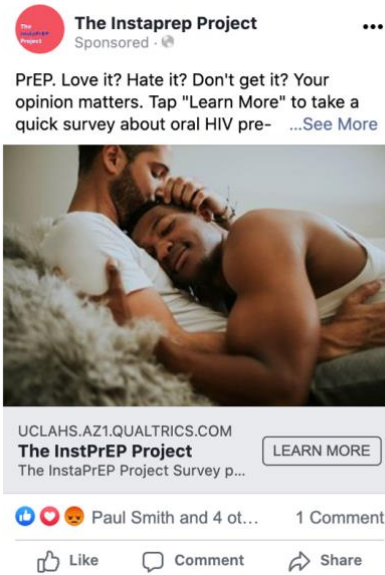 The
InstaPrEP
Project
The Instaprep Project
Sponsored ·
PrEP. Love it? Hate it? Don't get it? Your
opinion matters. Tap "Learn More" to take a
quick survey about oral HIV pre- ...See More
UCLAHS.AZ1.QUALTRICS.COM
The InstPrEP Project
The InstaPrEP Project Survey p...
LEARN MORE
Paul Smith and 4 ot...
1 Comment
Like
Comment
Share